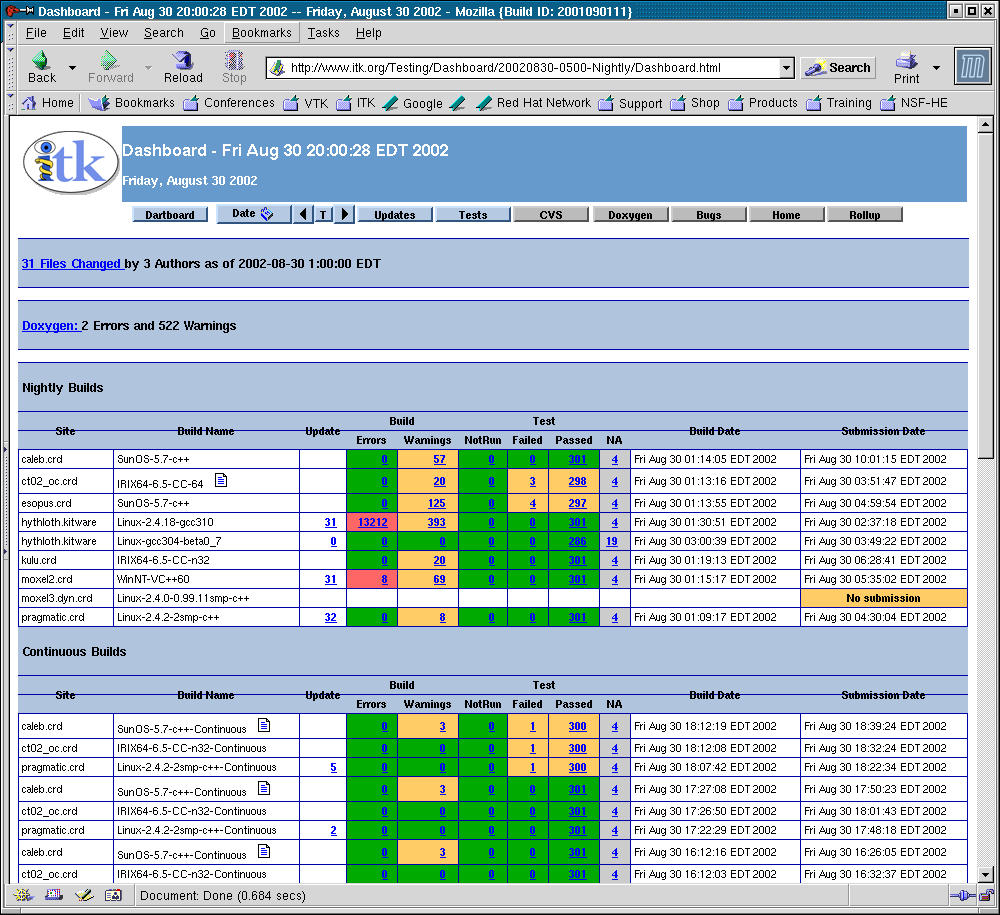 Dashboard - Fri Aug 30 20:00:28 EDT 2002 -- Friday, August 30 2002 - Mozilla {Build ID: 2001090111}
File Edit View Search Go Bookmarks Tasks Help
Back Forward Reload Stop http://www.itk.org/Testing/Dashboard/20020830-0500-Nightly/Dashboard.html Search Print
Home Bookmarks Conferences VTK ITK Google Red Hat Network Support Shop Products Training NSF-HE
itk
Dashboard - Fri Aug 30 20:00:28 EDT 2002
Friday, August 30 2002
Dartboard Date T Updates Tests CVS Doxygen Bugs Home Rollup
31 Files Changed by 3 Authors as of 2002-08-30 1:00:00 EDT
Doxygen: 2 Errors and 522 Warnings
Nightly Builds
Site Build Name Update Build Test Build Date Submission Date
Errors Warnings NotRun Failed Passed NA
caleb.crd SunOS-5.7-c++ 0 57 0 0 301 4 Fri Aug 30 01:14:05 EDT 2002 Fri Aug 30 10:01:15 EDT 2002
ct02_oc.crd IRIX64-6.5-CC-64 0 20 0 3 298 4 Fri Aug 30 01:13:16 EDT 2002 Fri Aug 30 03:51:47 EDT 2002
esopus.crd SunOS-5.7-c++ 0 125 0 4 297 4 Fri Aug 30 01:13:55 EDT 2002 Fri Aug 30 04:59:54 EDT 2002
hythloth.kitware Linux-2.4.18-gcc310 31 13212 393 0 0 301 4 Fri Aug 30 01:30:51 EDT 2002 Fri Aug 30 02:37:18 EDT 2002
hythloth.kitware Linux-gcc304-beta0_7 0 0 0 0 0 286 19 Fri Aug 30 03:00:39 EDT 2002 Fri Aug 30 03:49:22 EDT 2002
kulu.crd IRIX64-6.5-CC-n32 0 20 0 0 301 4 Fri Aug 30 01:19:13 EDT 2002 Fri Aug 30 06:28:41 EDT 2002
moxel2.crd WinNT-VC++60 31 8 69 0 0 301 4 Fri Aug 30 01:15:17 EDT 2002 Fri Aug 30 05:35:02 EDT 2002
moxel3.dyn.crd Linux-2.4.0-0.99.11smp-c++ No submission
pragmatic.crd Linux-2.4.2-2smp-c++ 32 0 8 0 0 301 4 Fri Aug 30 01:09:17 EDT 2002 Fri Aug 30 04:30:04 EDT 2002
Continuous Builds
Site Build Name Update Build Test Build Date Submission Date
Errors Warnings NotRun Failed Passed NA
caleb.crd SunOS-5.7-c++-Continuous 0 3 0 1 300 4 Fri Aug 30 18:12:19 EDT 2002 Fri Aug 30 18:39:24 EDT 2002
ct02_oc.crd IRIX64-6.5-CC-n32-Continuous 0 0 0 1 300 4 Fri Aug 30 18:12:08 EDT 2002 Fri Aug 30 18:32:24 EDT 2002
pragmatic.crd Linux-2.4.2-2smp-c++-Continuous 5 0 0 0 1 300 4 Fri Aug 30 18:07:42 EDT 2002 Fri Aug 30 18:22:34 EDT 2002
caleb.crd SunOS-5.7-c++-Continuous 0 3 0 0 301 4 Fri Aug 30 17:27:08 EDT 2002 Fri Aug 30 17:50:23 EDT 2002
ct02_oc.crd IRIX64-6.5-CC-n32-Continuous 0 0 0 0 301 4 Fri Aug 30 17:26:50 EDT 2002 Fri Aug 30 18:01:43 EDT 2002
pragmatic.crd Linux-2.4.2-2smp-c++-Continuous 2 0 0 0 0 301 4 Fri Aug 30 17:22:29 EDT 2002 Fri Aug 30 17:48:18 EDT 2002
caleb.crd SunOS-5.7-c++-Continuous 0 3 0 0 301 4 Fri Aug 30 16:12:16 EDT 2002 Fri Aug 30 16:26:05 EDT 2002
ct02_oc.crd IRIX64-6.5-CC-n32-Continuous 0 0 0 0 301 4 Fri Aug 30 16:12:03 EDT 2002 Fri Aug 30 16:32:37 EDT 2002
Document: Done (0.684 secs)